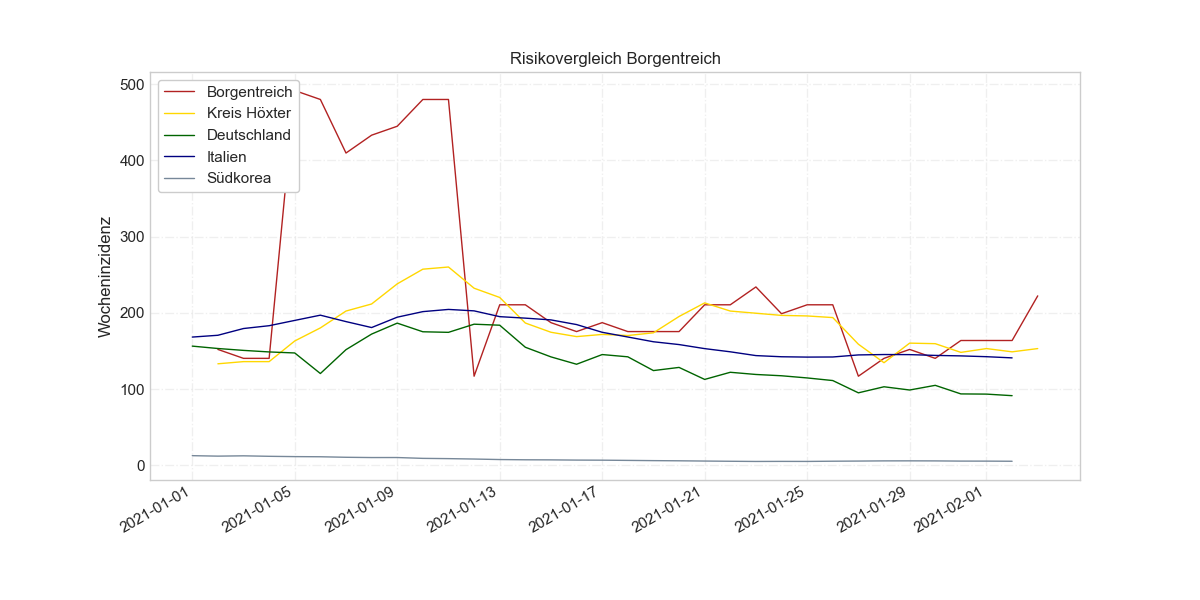 Risikovergleich Borgentreich
Borgentreich
Kreis Höxter
Deutschland
Italien
Südkorea
Wocheninzidenz
500
400
300
200
100
0
2021-01-01
2021-01-05
2021-01-09
2021-01-13
2021-01-17
2021-01-21
2021-01-25
2021-01-29
2021-02-01